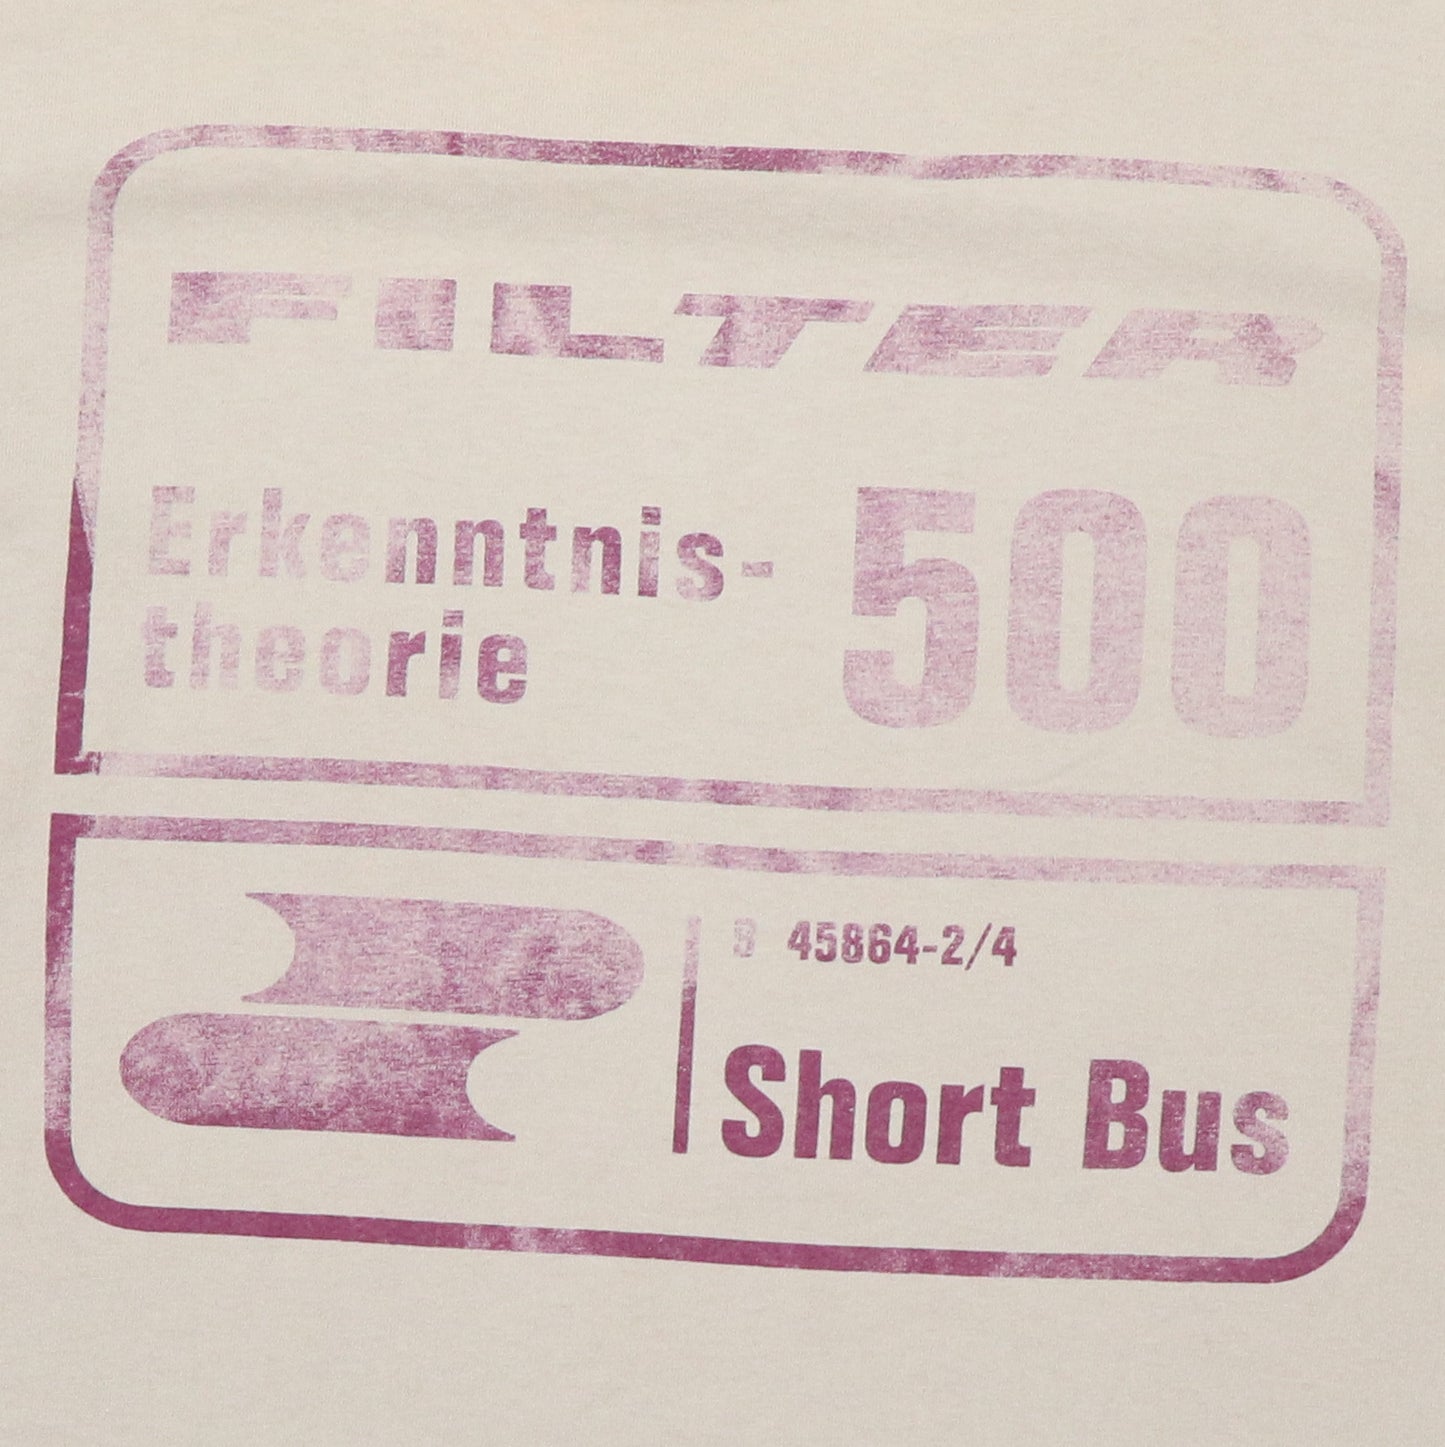 FILTER
Erkenntnis-
theorie
500
45864-2/4
Short Bus